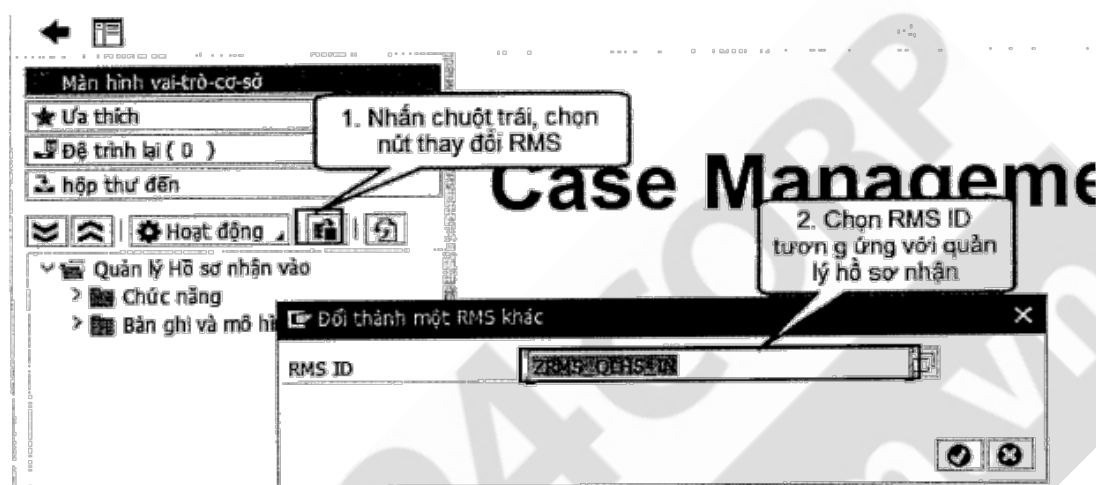 Màn hình vai-trò-cơ-sở
Ưa thích
Đệ trình lại ( 0 )
hộp thư đến
1. Nhấn chuột trái, chọn
nút thay đổi RMS
Case Manageme
2. Chọn RMS ID
tươn g ứng với quản
lý hồ sơ nhận
Hoạt động
Quản lý Hồ sơ nhận vào
Chức năng
Bản ghi và mô hì
Đổi thành một RMS khác
RMS ID
ZRMS_QLHS_IN